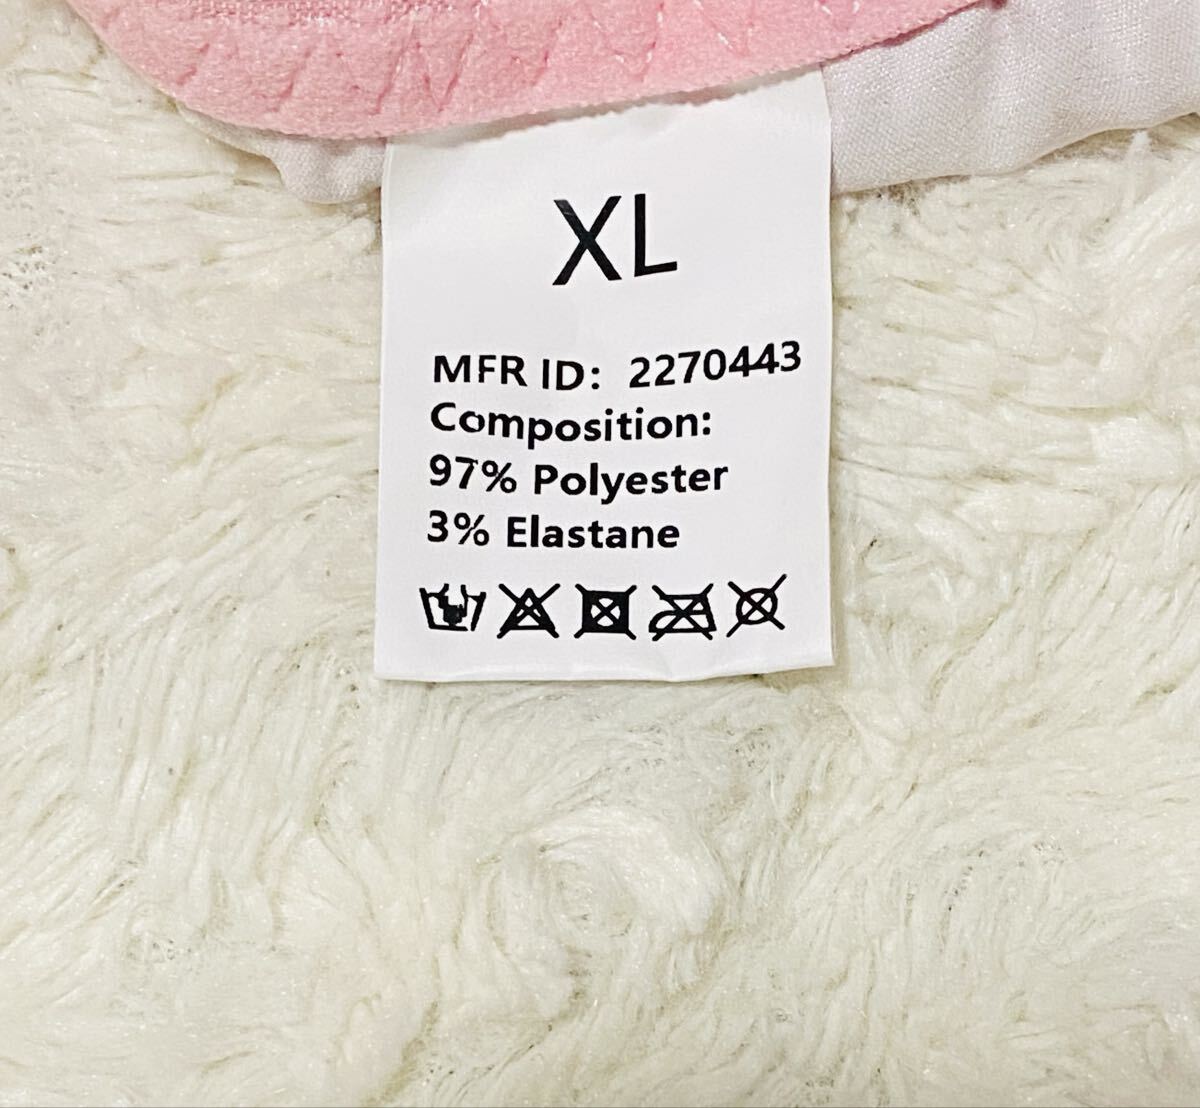 XL
MFR ID: 2270443
Composition:
97% Polyester
3% Elastane